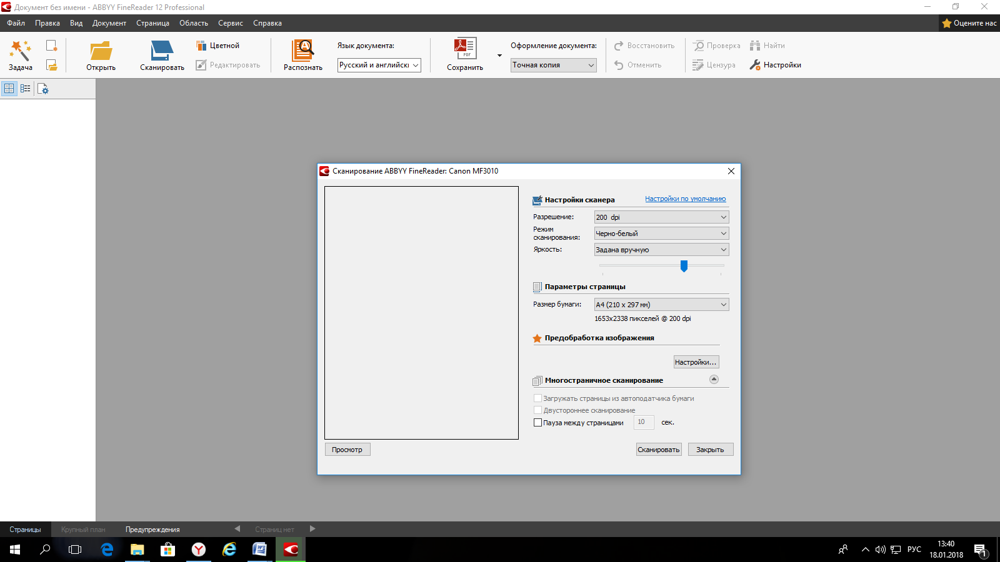 Документ без имени - ABBYY FineReader 12 Professional
Файл Правка Вид Документ Страница Область Сервис Справка
Оцените нас
Задача
Открыть
Сканировать
Цветной
Редактировать
Распознать
Язык документа:
Русский и английскі
PDF
Сохранить
Оформление документа:
Точная копия
Восстановить
Отменить
Проверка
Цензура
Найти
Настройки
Сканирование ABBYY FineReader: Canon MF3010
Настройки сканера
Настройки по умолчанию
Разрешение:
200 dpi
Режим
сканирования:
Черно-белый
Яркость:
Задана вручную
Параметры страницы
Размер бумаги:
A4 (210 x 297 мм)
1653x2338 пикселей @ 200 dpi
Предобработка изображения
Настройки...
Многостраничное сканирование
Загружать страницы из автоподатчика бумаги
Двустороннее сканирование
Пауза между страницами 10 сек.
Просмотр
Сканировать
Закрыть
Страницы Крупный план Предупреждения Страниц нет
РУС
13:40
18.01.2018
1